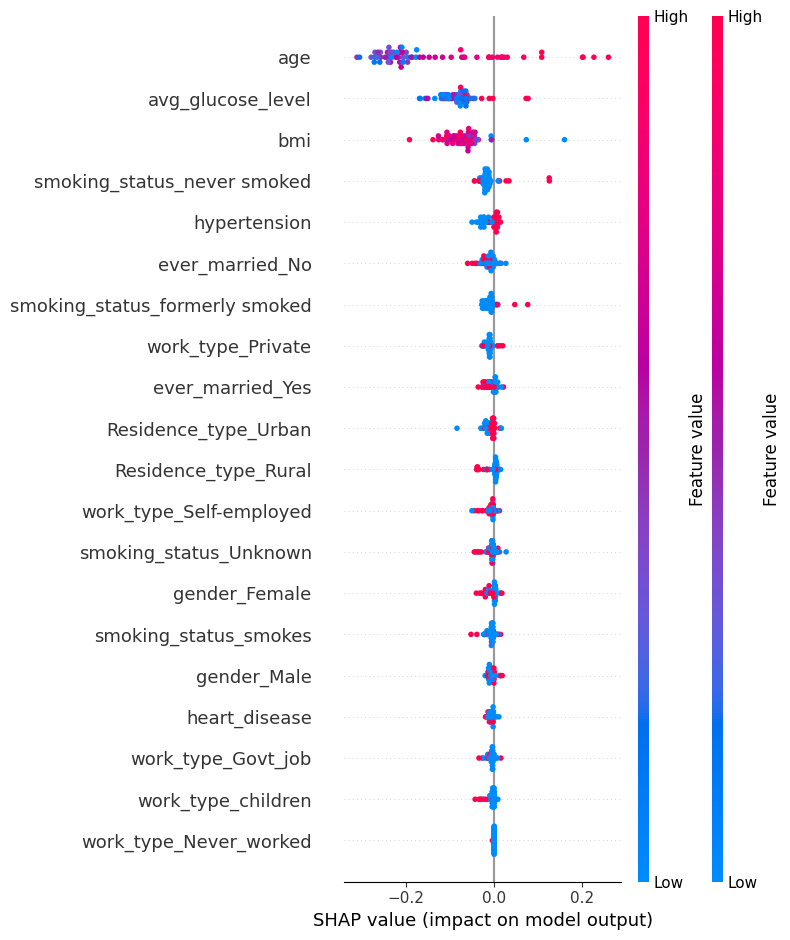 High
High
age
avg_glucose_level
bmi
smoking_status_never smoked
hypertension
ever_married_No
smoking_status_formerly smoked
work_type_Private
ever_married_Yes
Residence_type_Urban
Residence_type_Rural
work_type_Self-employed
smoking_status_Unknown
gender_Female
smoking_status_smokes
gender_Male
heart_disease
work_type_Govt_job
work_type_children
work_type_Never_worked
Feature value
Feature value
Low
Low
−0.2 0.0 0.2
SHAP value (impact on model output)